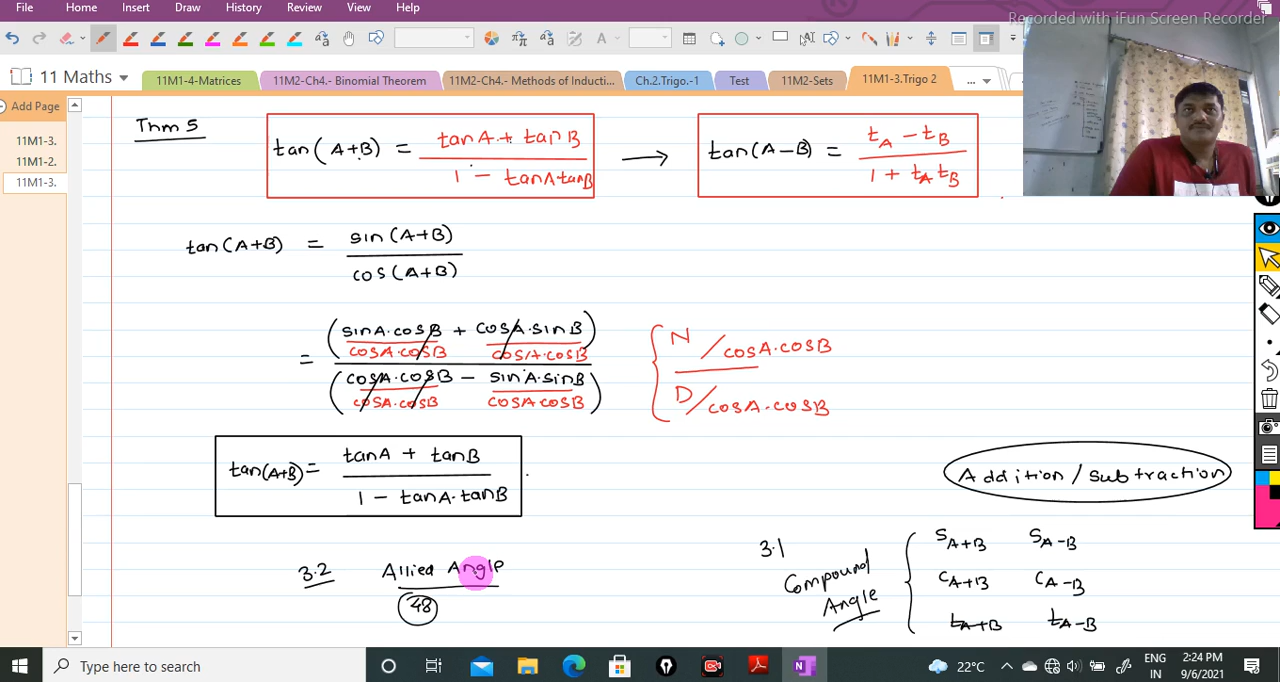 File Home Insert Draw History Review View Help
Recorded with iFun Screen Recorder
11 Maths
11M1-4-Matrices 11M2-Ch4.- Binomial Theorem 11M2-Ch4.- Methods of Inducti... Ch.2.Trigo.-1 Test 11M2-Sets 11M1-3.Trigo 2 ...
Add Page
11M1-3.
11M1-2.
11M1-3.
Thm 5
tan(A+B) = tanA + tanB / 1 - tanA tanB → tan(A-B) = tA - tB / 1 + tA tB
tan(A+B) = sin(A+B) / cos(A+B)
= (sinA.cosB / cosA.cosB + cosA.sinB / cosA.cosB) / (cosA.cosB / cosA.cosB - sinA.sinB / cosA cosB)
{ N / cosA.cosB
D / cosA.cosB
tan(A+B) = tanA + tanB / 1 - tanA.tanB
Addition / Subtraction
3.2 Allied Angle
48
3.1 Compound Angle
{ SA+B SA-B
CA+B CA-B
tA+B tA-B
Type here to search
22°C
ENG
IN
2:24 PM
9/6/2021